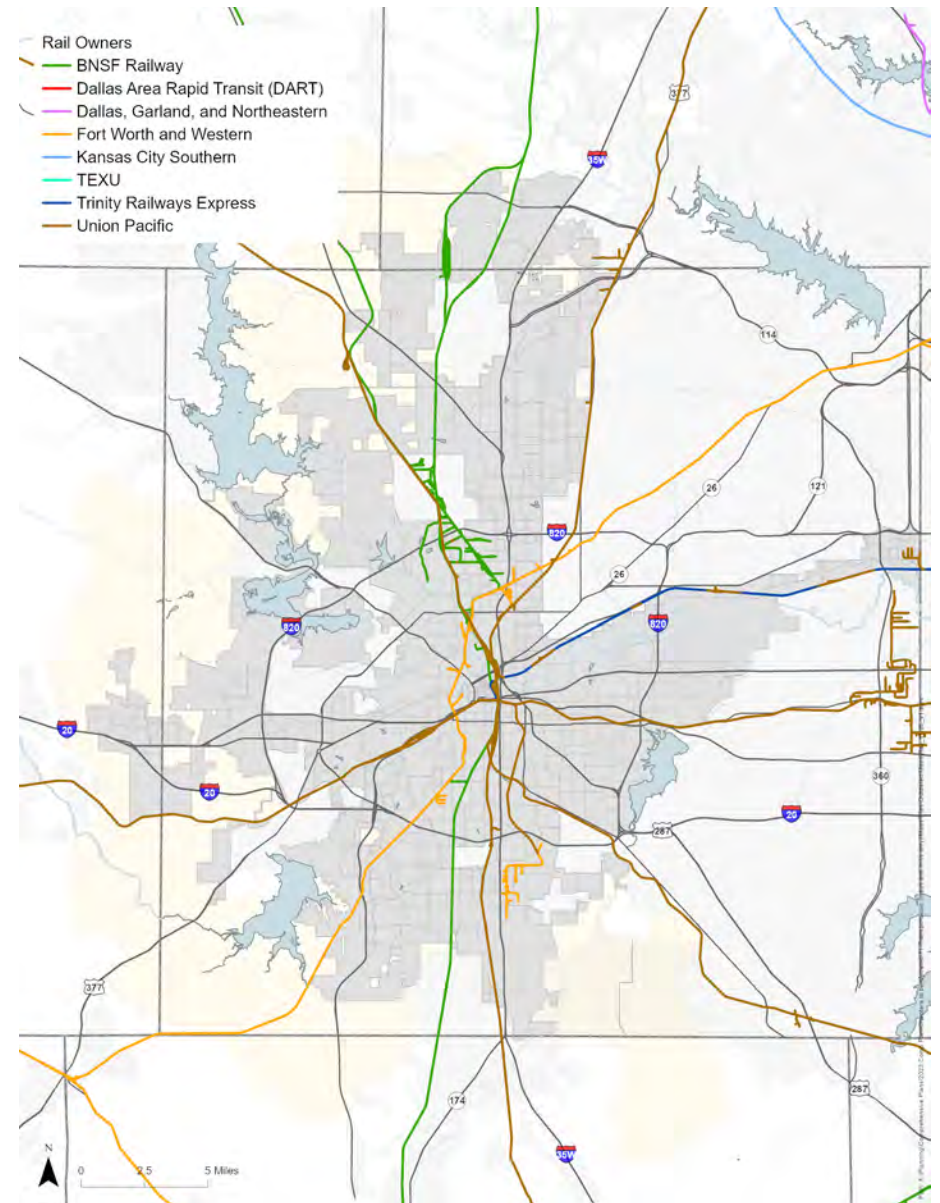 Rail Owners
BNSF Railway
Dallas Area Rapid Transit (DART)
Dallas, Garland, and Northeastern
Fort Worth and Western
Kansas City Southern
TEXU
Trinity Railways Express
Union Pacific
377
35W
114
26
121
820
26
820
820
20
360
20
20
287
377
174
287
35W
N
0 2.5 5 Miles